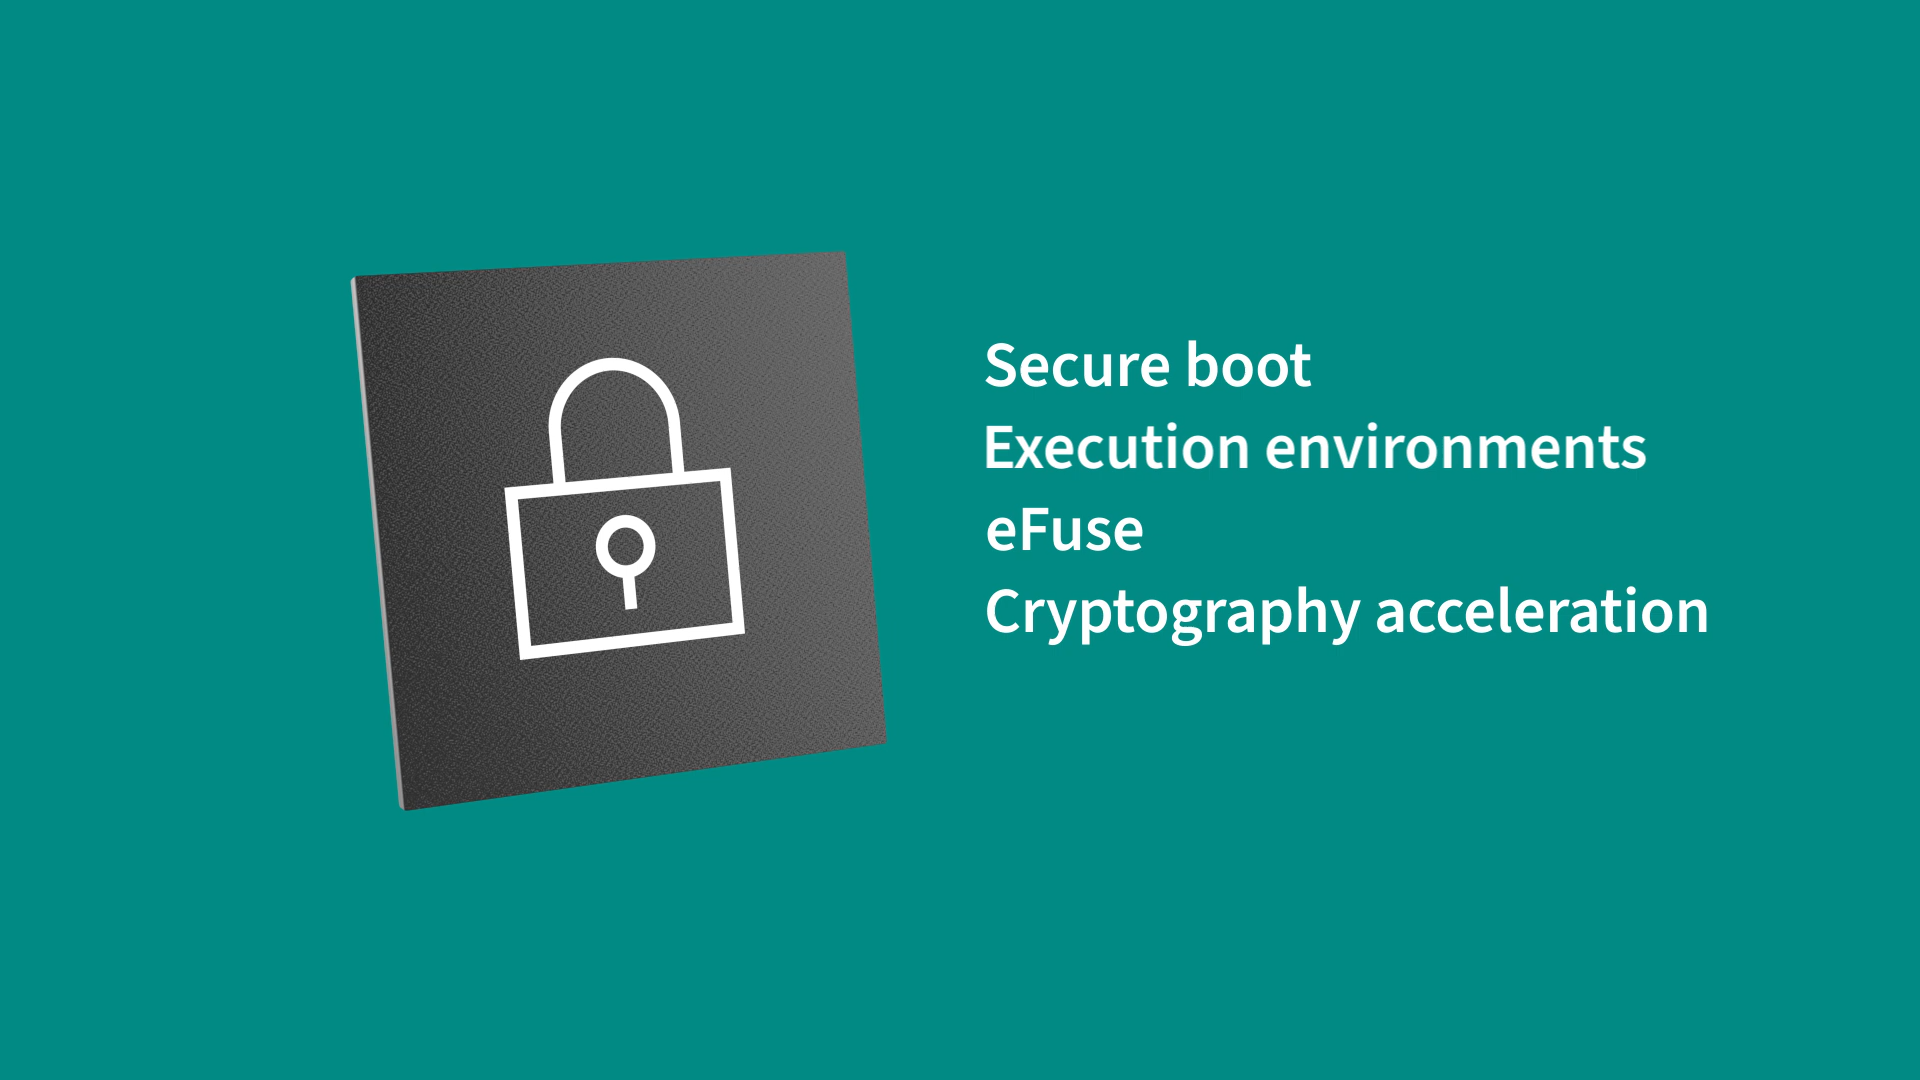 Secure boot
Execution environments
eFuse
Cryptography acceleration